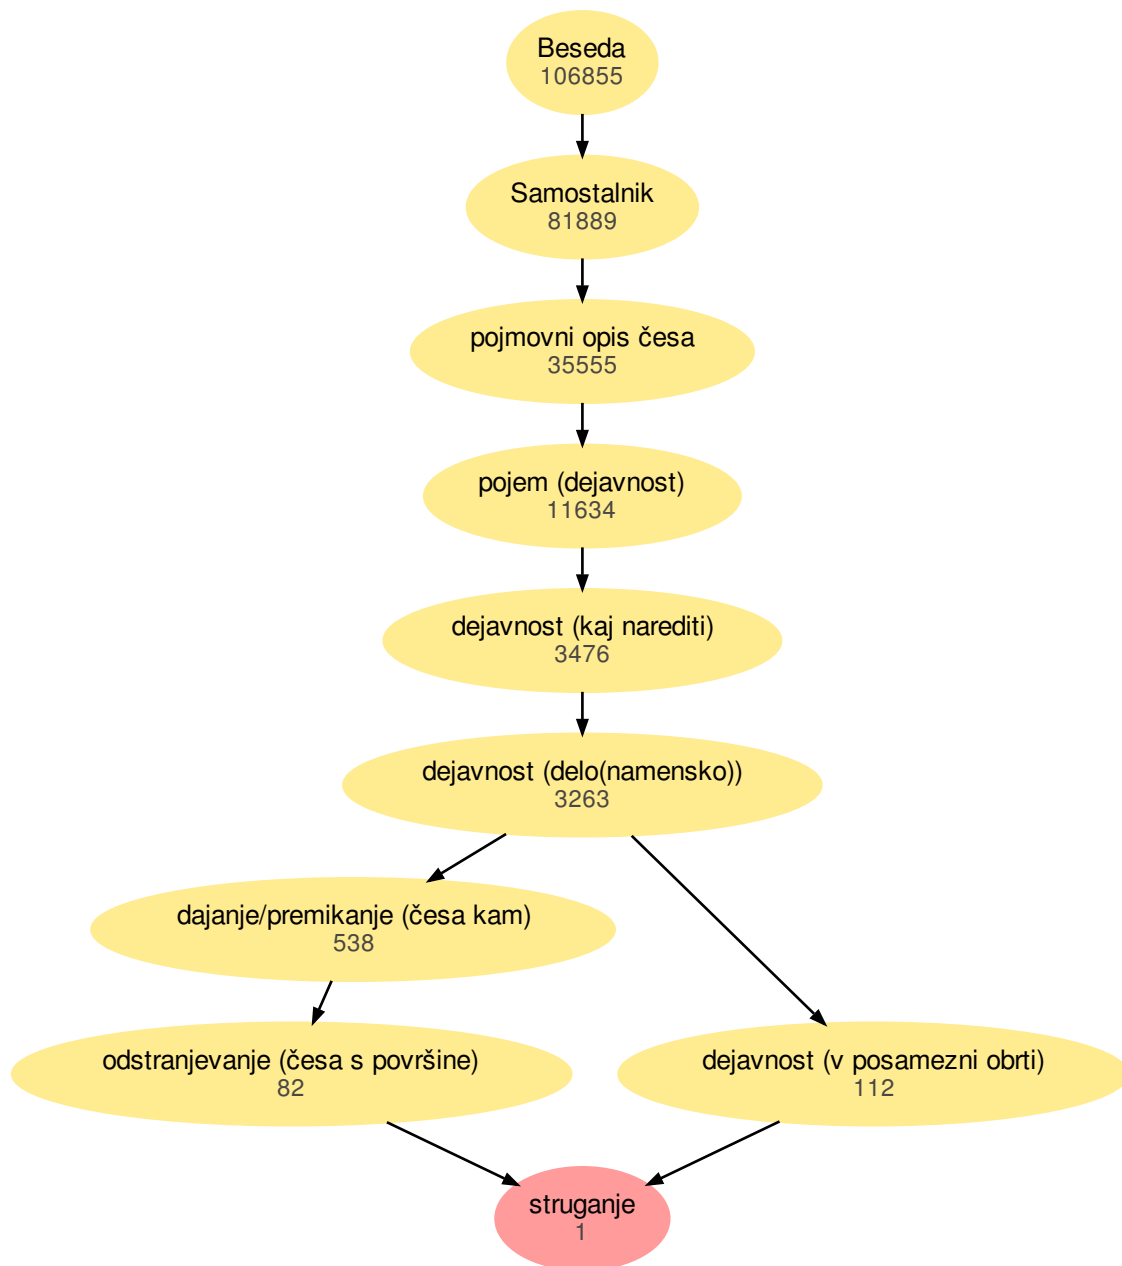 Beseda
106855
Samostalnik
81889
pojmovni opis česa
35555
pojem (dejavnost)
11634
dejavnost (kaj narediti)
3476
dejavnost (delo(namensko))
3263
dajanje/premikanje (česa kam)
538
odstranjevanje (česa s površine)
82
dejavnost (v posamezni obrti)
112
struganje
1